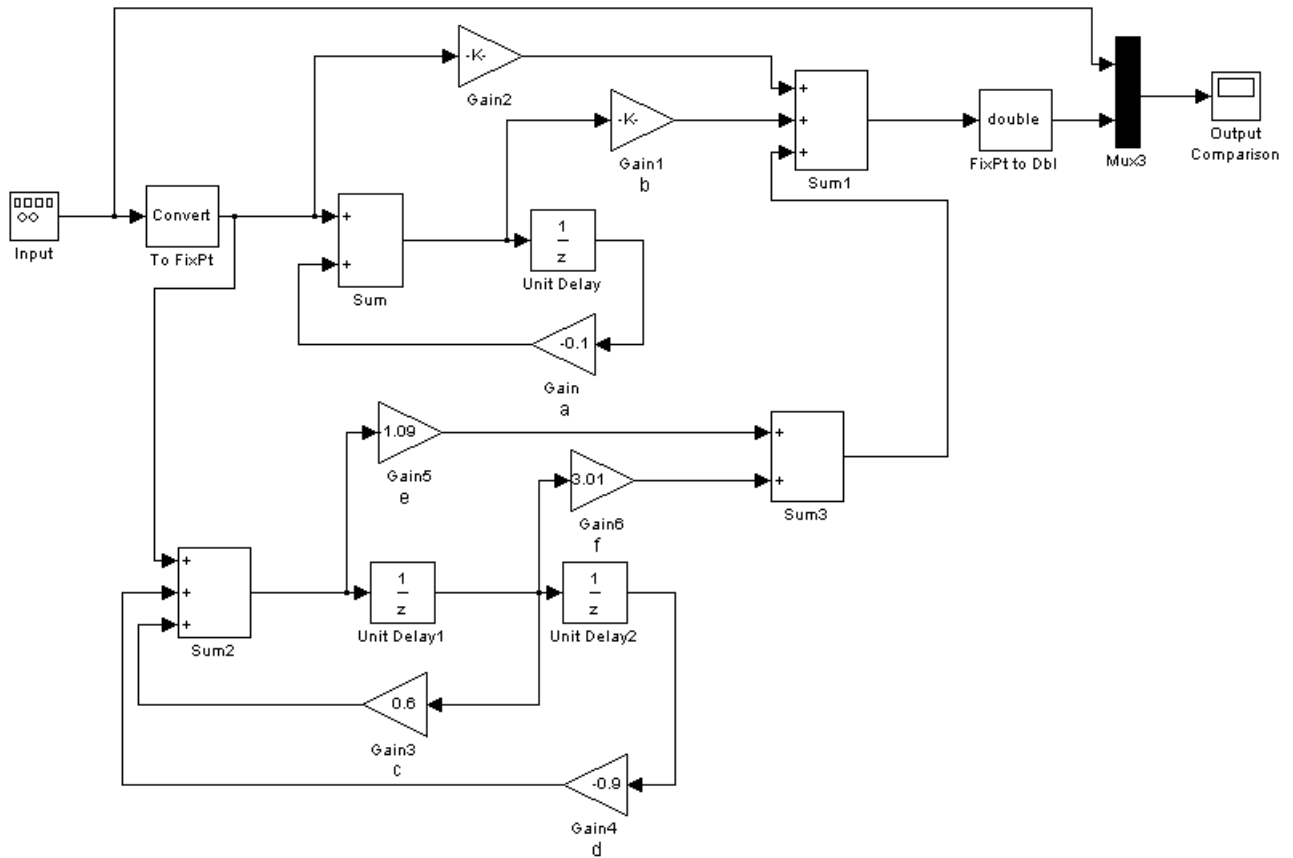 -K-
Gain2
-K-
Gain1
b
+
+
+
Sum1
double
FixPt to Dbl
Mux3
Output
Comparison
Input
Convert
To FixPt
+
+
Sum
1
z
Unit Delay
-0.1
Gain
a
1.09
Gain5
e
3.01
Gain6
f
+
+
Sum3
+
+
+
Sum2
1
z
Unit Delay1
1
z
Unit Delay2
0.6
Gain3
c
-0.9
Gain4
d